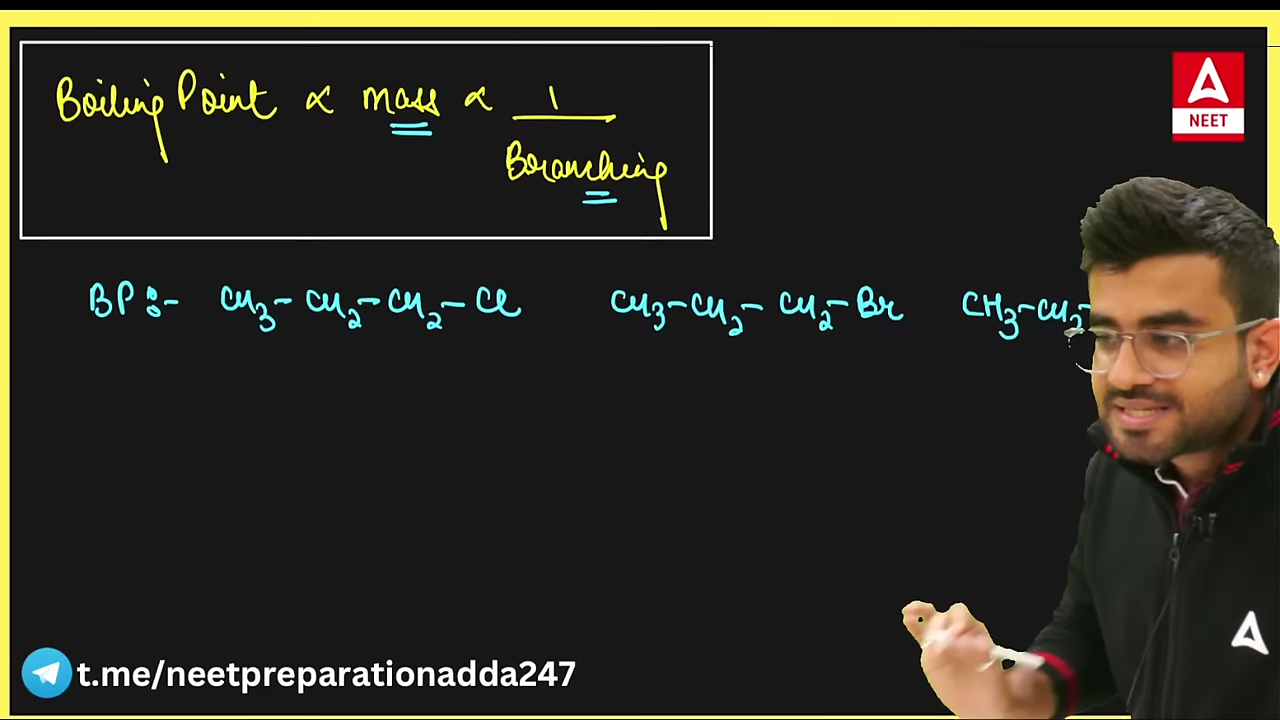 Boiling Point ∝ mass ∝ 1
Branching
NEET
BP :- CH3-CH2-CH2-Cl CH3-CH2-CH2-Br CH3-CH2-
t.me/neetpreparationadda247